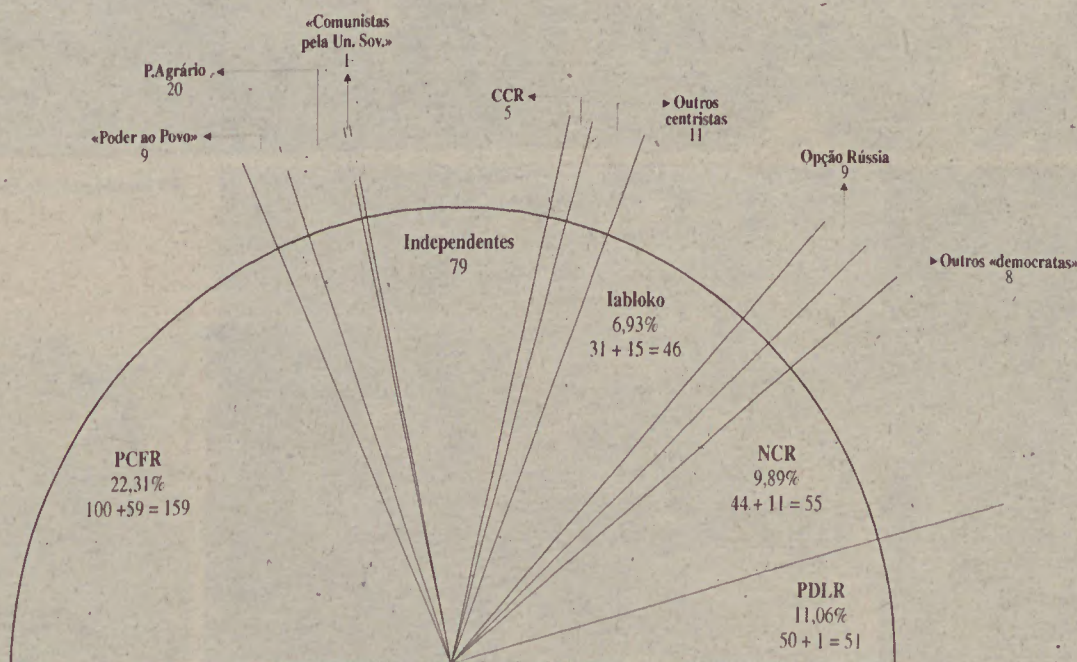 «Comunistas
pela Un. Sov.»
1
P.Agrário
20
«Poder ao Povo»
9
CCR
5
Outros
centristas
11
Opção Rússia
9
Outros «democratas»
8
Independentes
79
Iabloko
6,93%
31 + 15 = 46
PCFR
22,31%
100 +59 = 159
NCR
9,89%
44 + 11 = 55
PDLR
11,06%
50 + 1 = 51